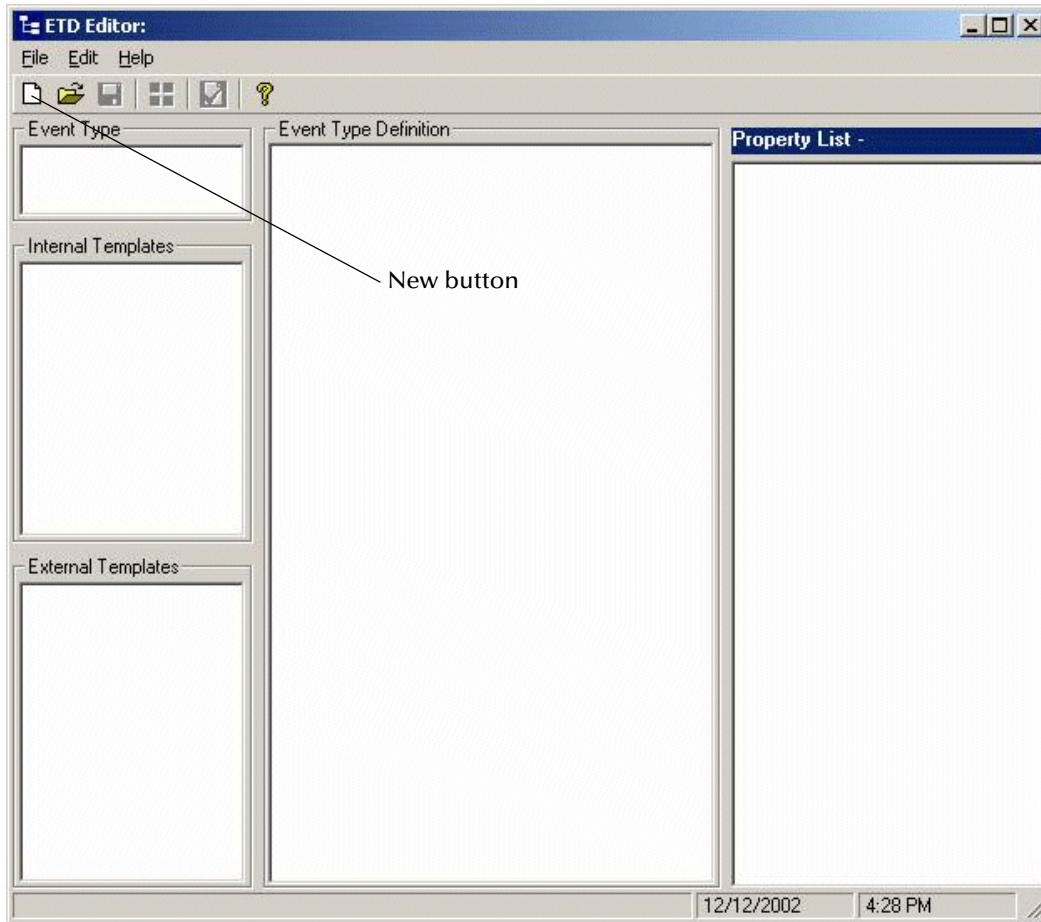 ETD Editor:
File Edit Help
Event Type
Event Type Definition
Property List -
Internal Templates
New button
External Templates
12/12/2002
4:28 PM